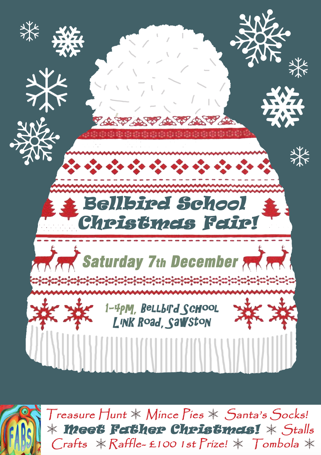 Bellbird School
Christmas Fair!
Saturday 7th December
1-4pm, Bellbird School
Link Road, Sawston
Treasure Hunt * Mince Pies * Santa's Socks!
* Meet Father Christmas! * Stalls
Crafts * Raffle- £100 1st Prize! * Tombola *
FABS